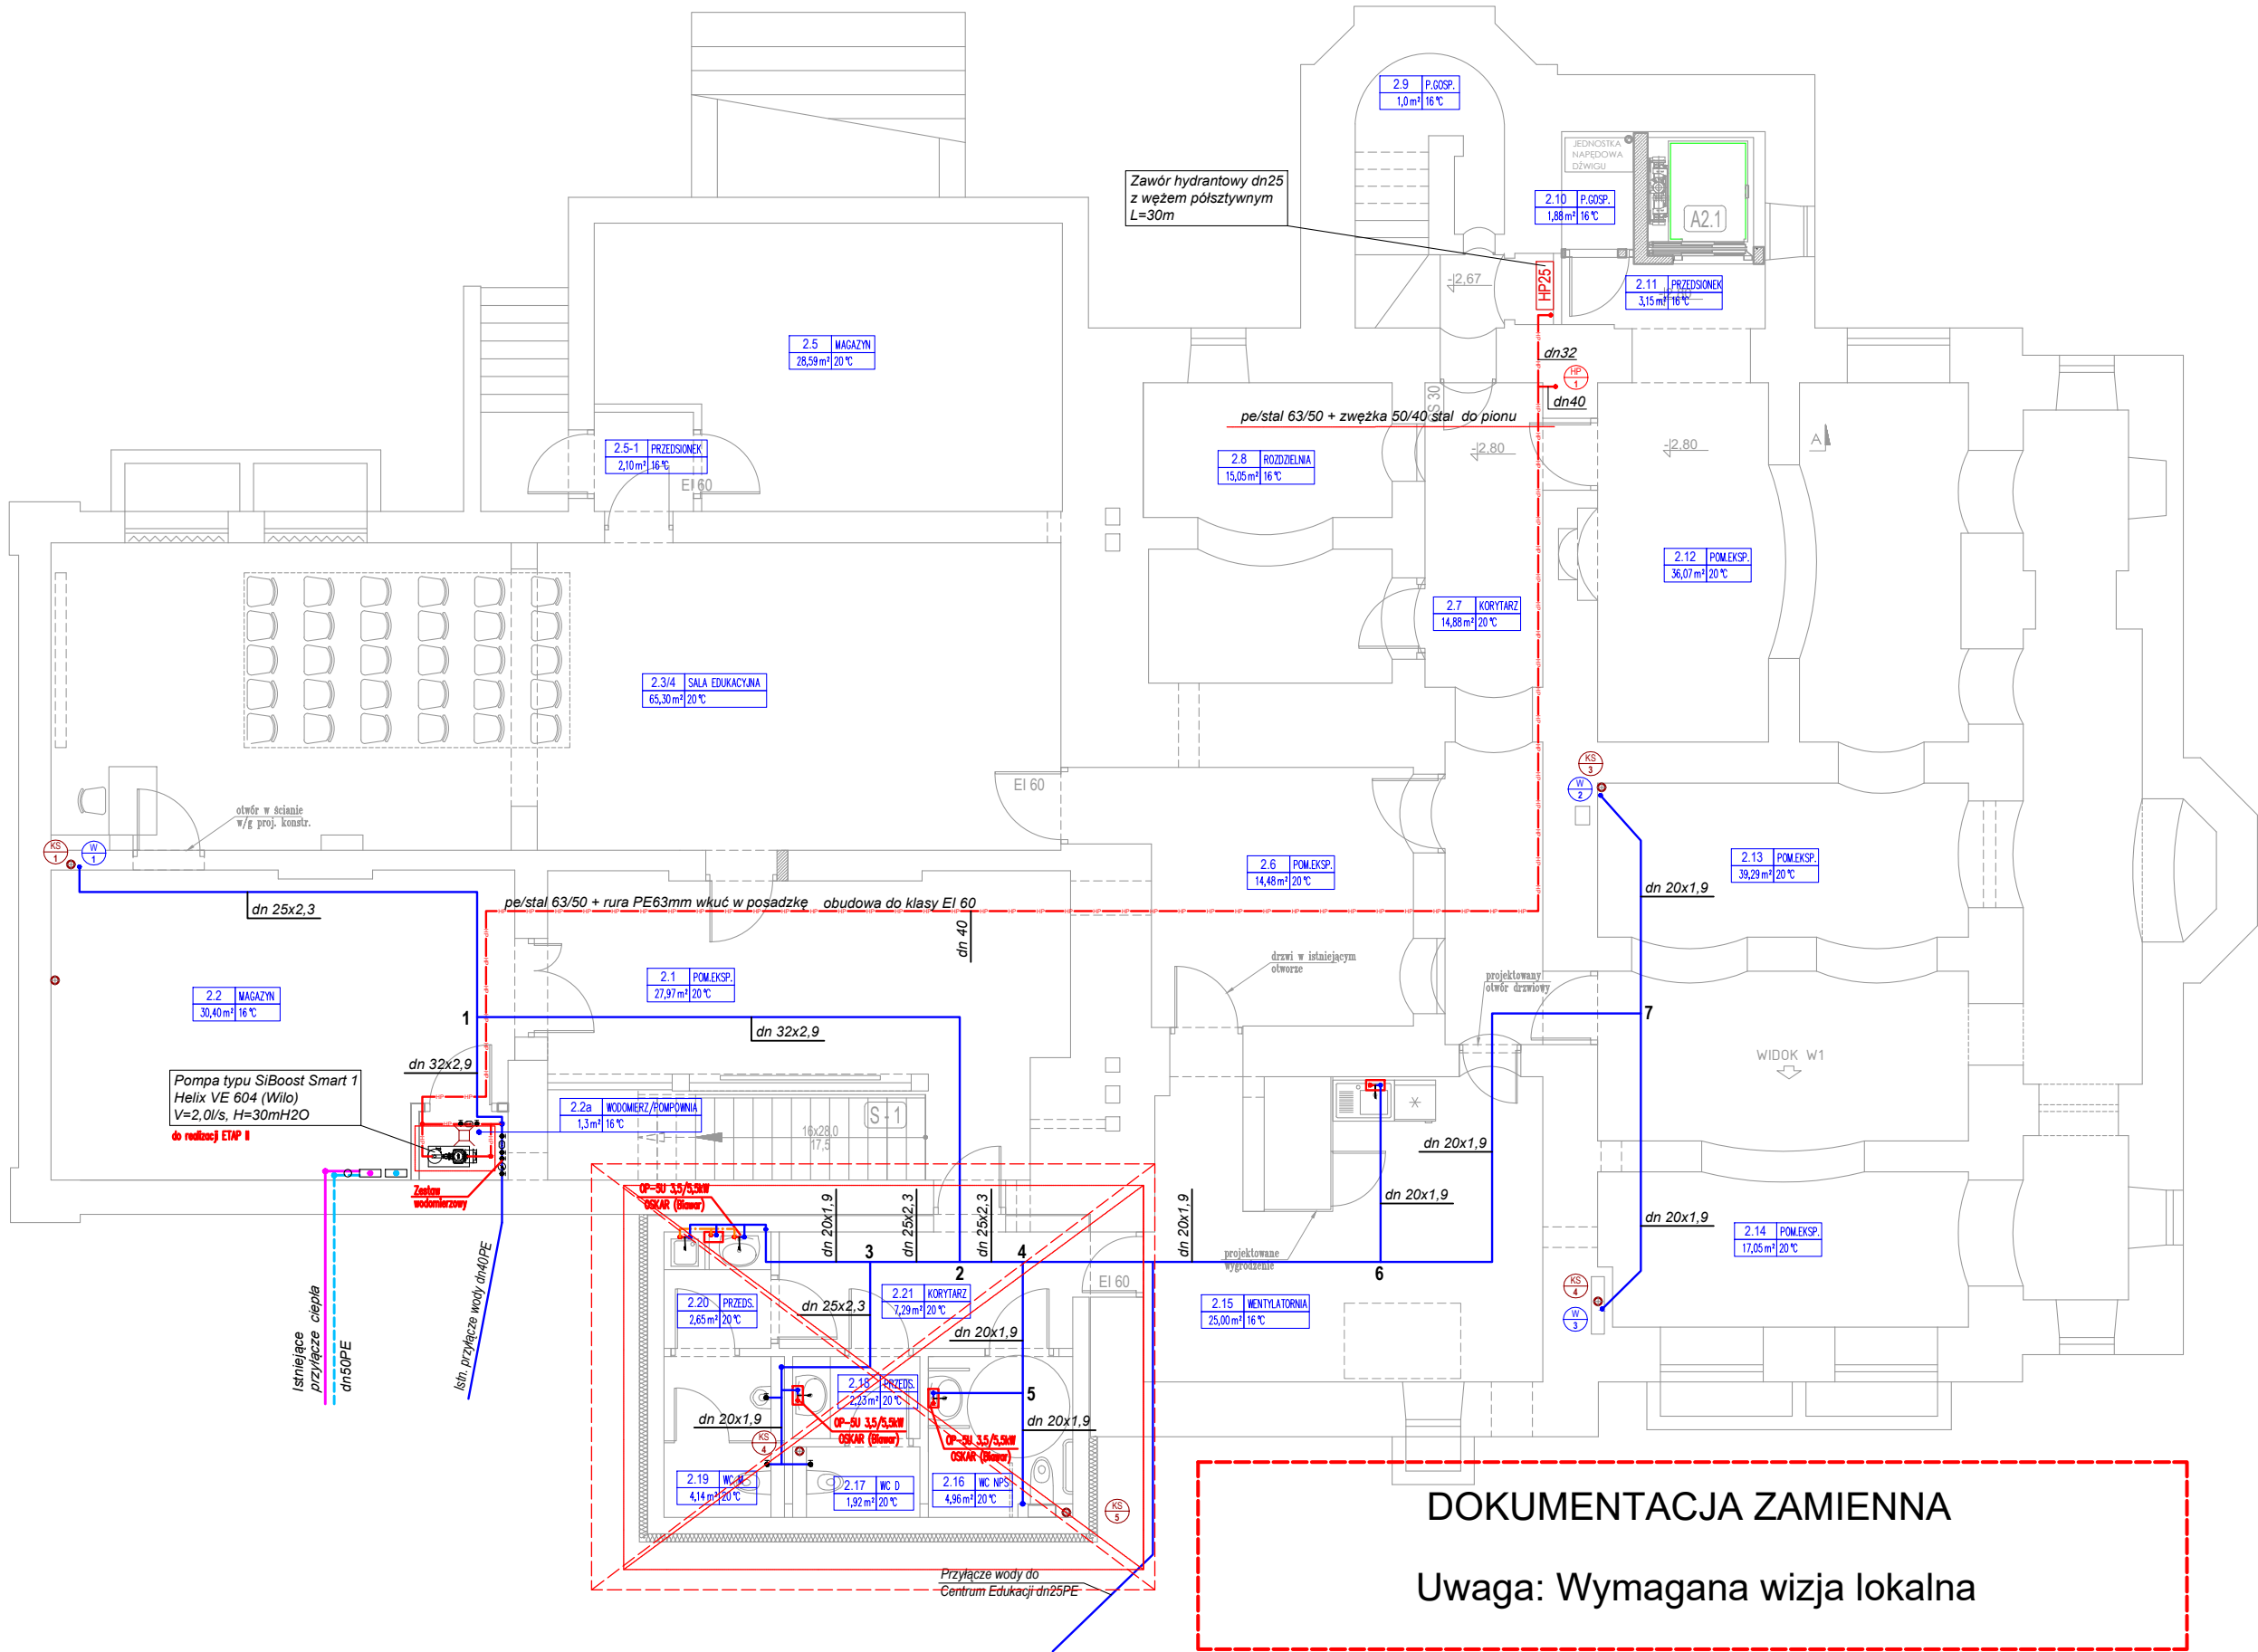 2.9 P.GOSP.
1,0 m² 16 °C
JEDNOSTKA
NAPĘDOWA
DŹWIGU
Zawór hydrantowy dn25
z wężem półsztywnym
L=30m
2.10 P.GOSP.
1,88 m² 16 °C
A2.1
-2,67
HP25
2.11 PRZEDSIONEK
3,15 m² 16 °C
2.5 MAGAZYN
28,59 m² 20 °C
dn32
HP
1
dn40
pe/stal 63/50 + zwężka 50/40 stal do pionu
2.5-1 PRZEDSIONEK
2,10 m² 16 °C
EI 60
2.8 ROZDZIELNIA
15,05 m² 16 °C
-2,80
-2,80
A
2.12 POM.EKSP.
36,07 m² 20 °C
2.7 KORYTARZ
14,88 m² 20 °C
2.3/4 SALA EDUKACYJNA
65,30 m² 20 °C
EI 60
KS
3
W
2
otwór w ścianie
w/g proj. konstr.
KS
1
W
1
2.6 POM.EKSP.
14,48 m² 20 °C
2.13 POM.EKSP.
39,29 m² 20 °C
dn 20x1,9
dn 25x2,3
pe/stal 63/50 + rura PE63mm wkuć w posadzkę obudowa do klasy EI 60
dn 40
drzwi w istniejącym
otworze
projektowany
otwór drzwiowy
2.1 POM.EKSP.
27,97 m² 20 °C
2.2 MAGAZYN
30,40 m² 16 °C
1
dn 32x2,9
7
dn 32x2,9
WIDOK W1
Pompa typu SiBoost Smart 1
Helix VE 604 (Wilo)
V=2,0l/s, H=30mH2O
do realizacji ETAP II
2.2a WODOMIERZ/POMPOWNIA
1,3 m² 16 °C
S-1
16x28,0
17,5
dn 20x1,9
Zestaw
wodomierzowy
OP-5U 3,5/5,5kW
OSKAR (Biawar)
dn 20x1,9
dn 25x2,3
dn 25x2,3
dn 20x1,9
dn 20x1,9
dn 20x1,9
2.14 POM.EKSP.
17,05 m² 20 °C
3
2
4
6
projektowane
wygrodzenie
EI 60
Istniejące
przyłącze ciepła
dn50PE
Istn. przyłącze wody dn40PE
2.20 PRZEDS.
2,65 m² 20 °C
2.21 KORYTARZ
7,29 m² 20 °C
dn 25x2,3
dn 20x1,9
2.15 WENTYLATORNIA
25,00 m² 16 °C
KS
4
W
3
2.18 PRZEDS.
2,23 m² 20 °C
5
dn 20x1,9
dn 20x1,9
OP-5U 3,5/5,5kW
OSKAR (Biawar)
OP-5U 3,5/5,5kW
OSKAR (Biawar)
KS
4
2.19 WC M
4,14 m² 20 °C
2.17 WC D
1,92 m² 20 °C
2.16 WC NPS
4,96 m² 20 °C
KS
5
Przyłącze wody do
Centrum Edukacji dn25PE
DOKUMENTACJA ZAMIENNA
Uwaga: Wymagana wizja lokalna